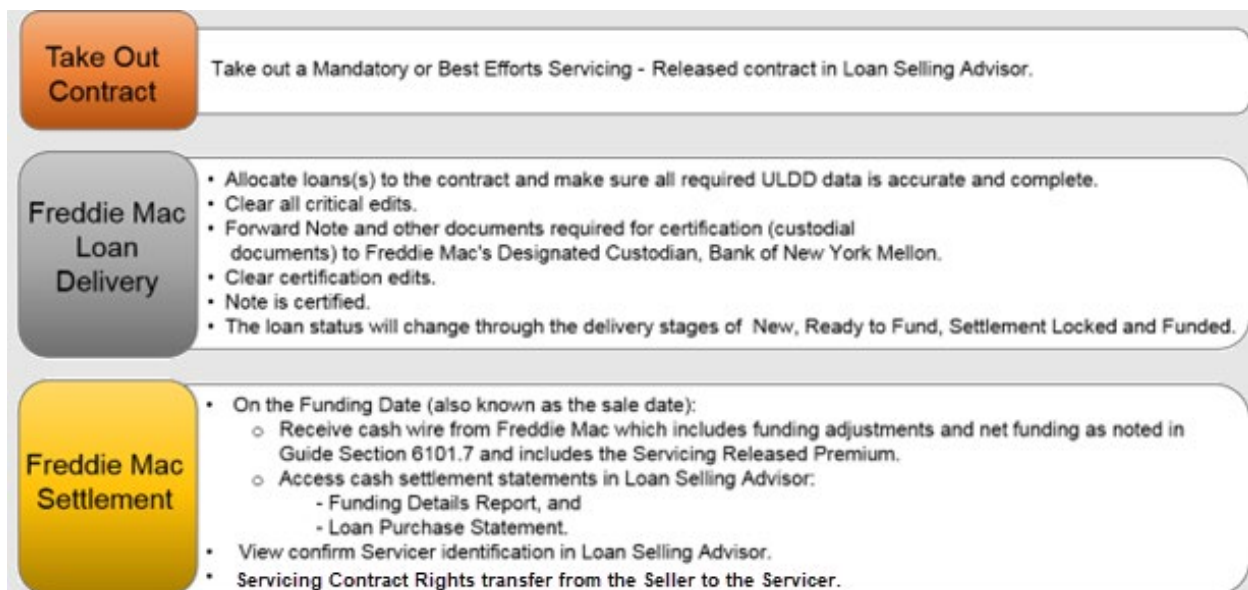 Take Out
Contract
Take out a Mandatory or Best Efforts Servicing - Released contract in Loan Selling Advisor.
Freddie Mac
Loan
Delivery
• Allocate loans(s) to the contract and make sure all required ULDD data is accurate and complete.
• Clear all critical edits.
• Forward Note and other documents required for certification (custodial
documents) to Freddie Mac's Designated Custodian, Bank of New York Mellon.
• Clear certification edits.
• Note is certified.
• The loan status will change through the delivery stages of New, Ready to Fund, Settlement Locked and Funded.
Freddie Mac
Settlement
• On the Funding Date (also known as the sale date):
o Receive cash wire from Freddie Mac which includes funding adjustments and net funding as noted in
Guide Section 6101.7 and includes the Servicing Released Premium.
o Access cash settlement statements in Loan Selling Advisor:
- Funding Details Report, and
- Loan Purchase Statement.
• View confirm Servicer identification in Loan Selling Advisor.
• Servicing Contract Rights transfer from the Seller to the Servicer.